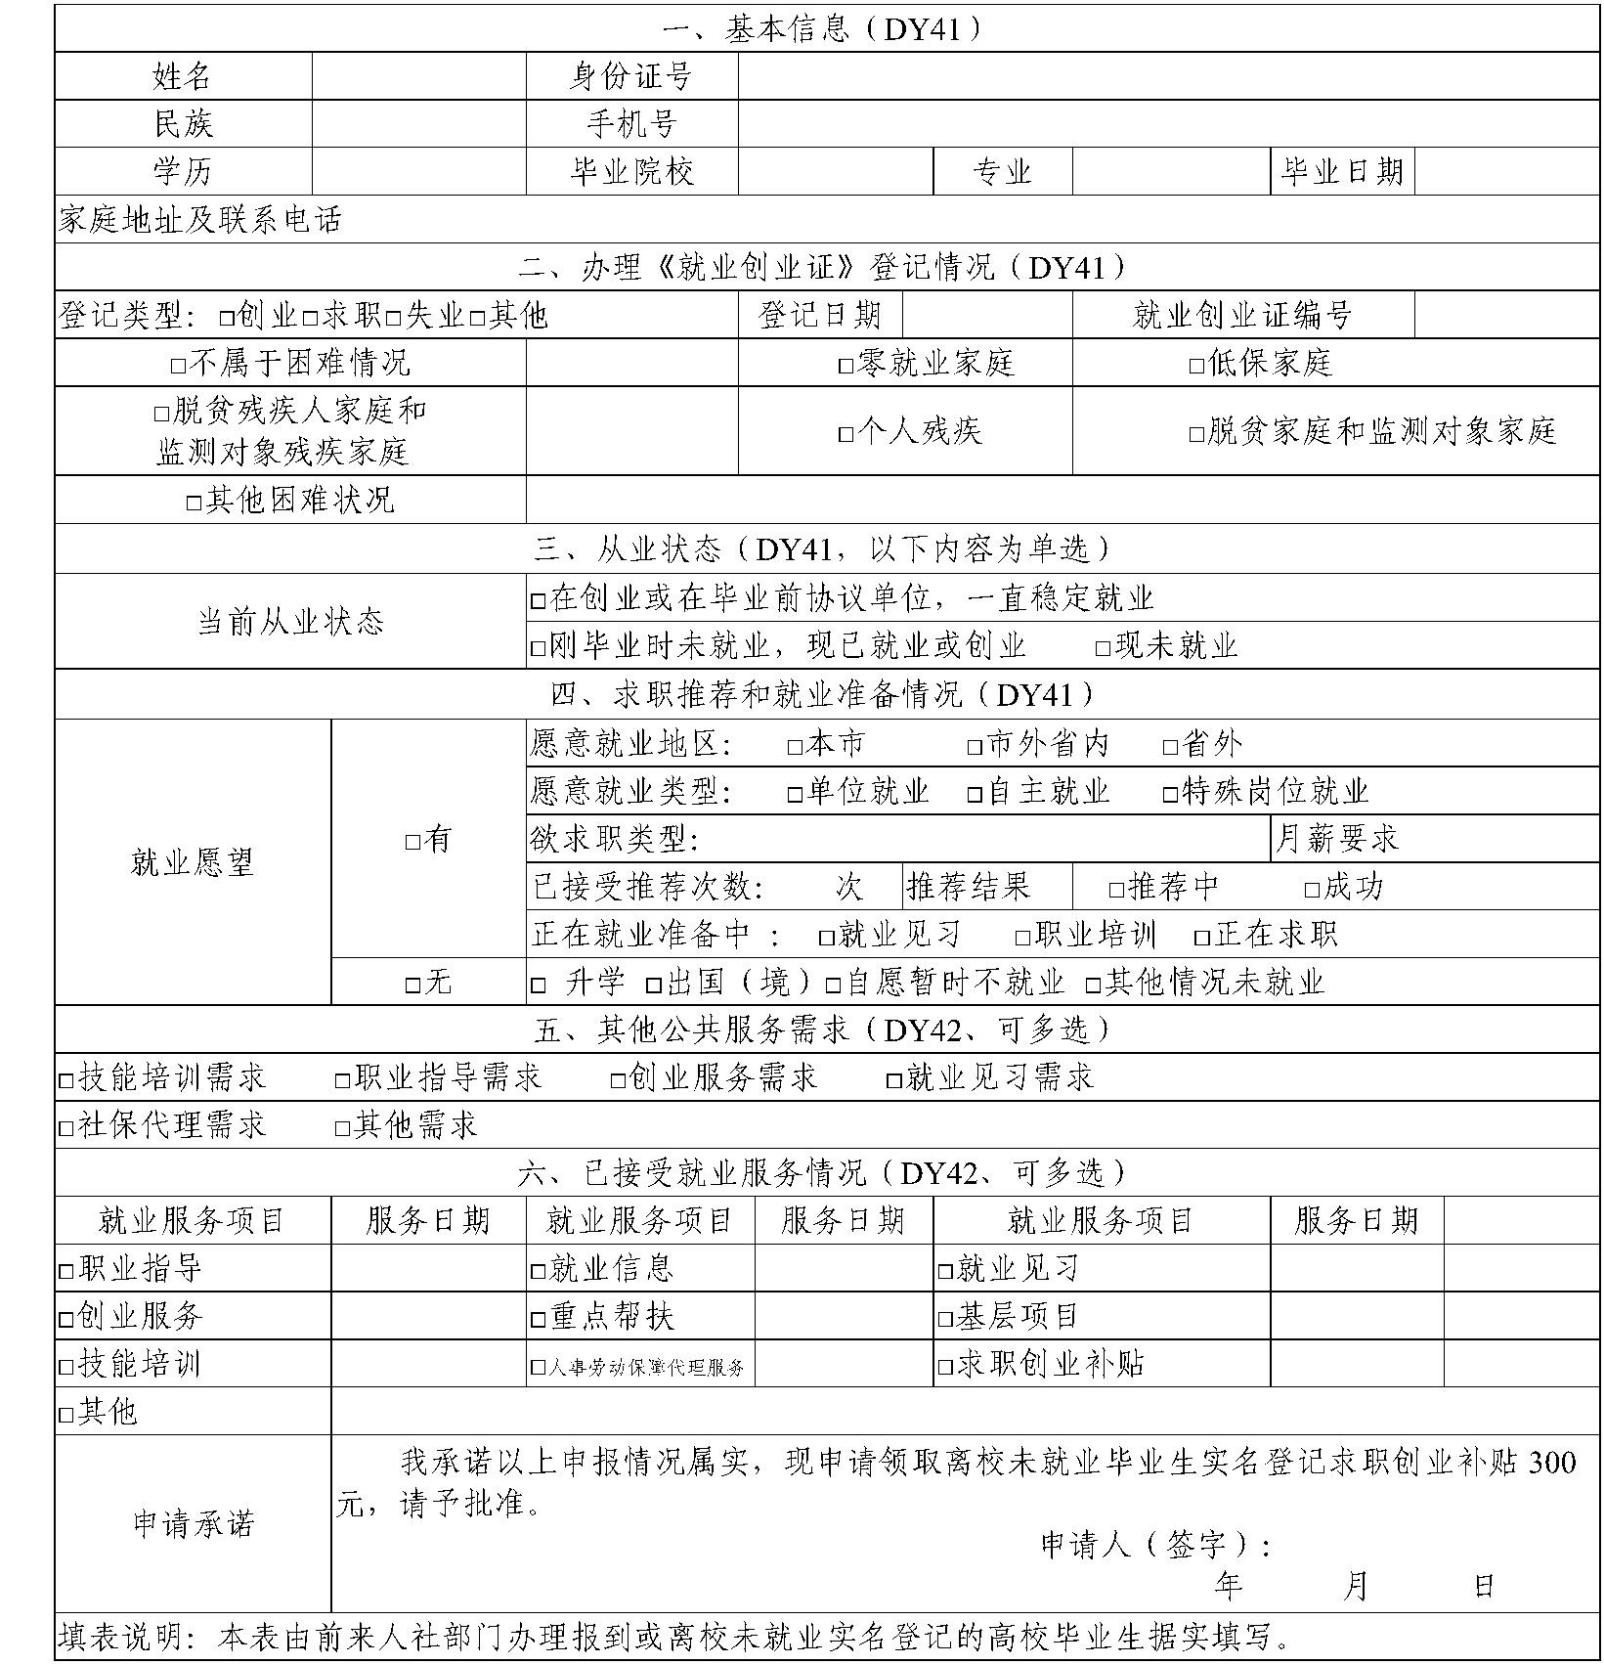 一、基本信息（DY41）
姓名 身份证号
民族 手机号
学历 毕业院校 专业 毕业日期
家庭地址及联系电话
二、办理《就业创业证》登记情况（DY41）
登记类型：□创业□求职□失业□其他 登记日期 就业创业证编号
□不属于困难情况 □零就业家庭 □低保家庭
□脱贫残疾人家庭和
监测对象残疾家庭 □个人残疾 □脱贫家庭和监测对象家庭
□其他困难状况
三、从业状态（DY41，以下内容为单选）
当前从业状态
□在创业或在毕业前协议单位，一直稳定就业
□刚毕业时未就业，现已就业或创业 □现未就业
四、求职推荐和就业准备情况（DY41）
就业愿望
□有
愿意就业地区： □本市 □市外省内 □省外
愿意就业类型： □单位就业 □自主就业 □特殊岗位就业
欲求职类型： 月薪要求
已接受推荐次数： 次 推荐结果 □推荐中 □成功
正在就业准备中 ： □就业见习 □职业培训 □正在求职
□无 □ 升学 □出国（境）□自愿暂时不就业 □其他情况未就业
五、其他公共服务需求（DY42、可多选）
□技能培训需求 □职业指导需求 □创业服务需求 □就业见习需求
□社保代理需求 □其他需求
六、已接受就业服务情况（DY42、可多选）
就业服务项目 服务日期 就业服务项目 服务日期 就业服务项目 服务日期
□职业指导 □就业信息 □就业见习
□创业服务 □重点帮扶 □基层项目
□技能培训 □人事劳动保障代理服务 □求职创业补贴
□其他
申请承诺
我承诺以上申报情况属实，现申请领取离校未就业毕业生实名登记求职创业补贴 300
元，请予批准。
申请人（签字）：
年 月 日
填表说明：本表由前来人社部门办理报到或离校未就业实名登记的高校毕业生据实填写。